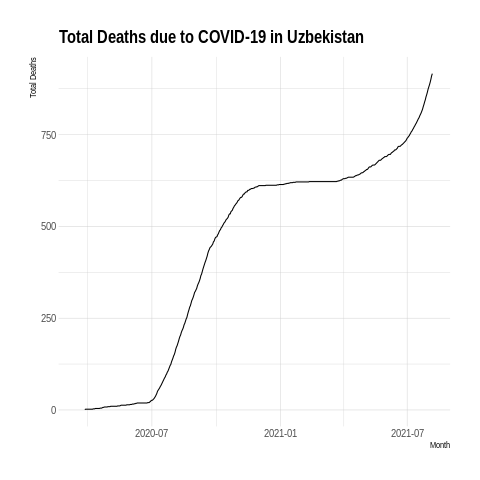 Total Deaths due to COVID-19 in Uzbekistan
Total Deaths
750
500
250
0
2020-07
2021-01
2021-07
Month